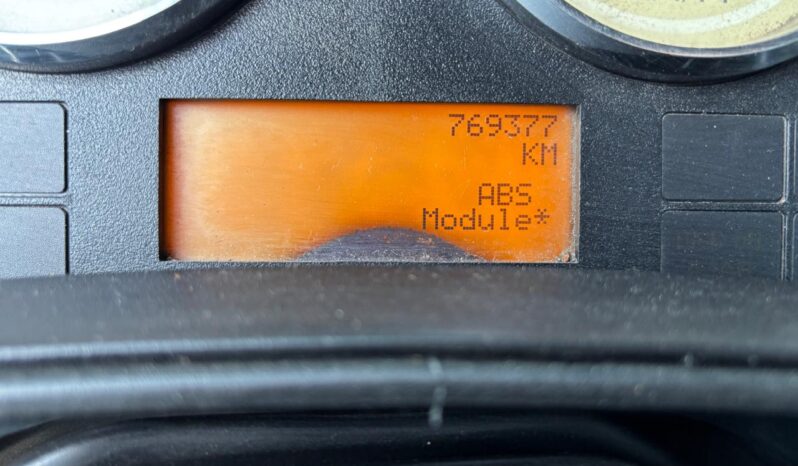 769377
KM
ABS
Module*